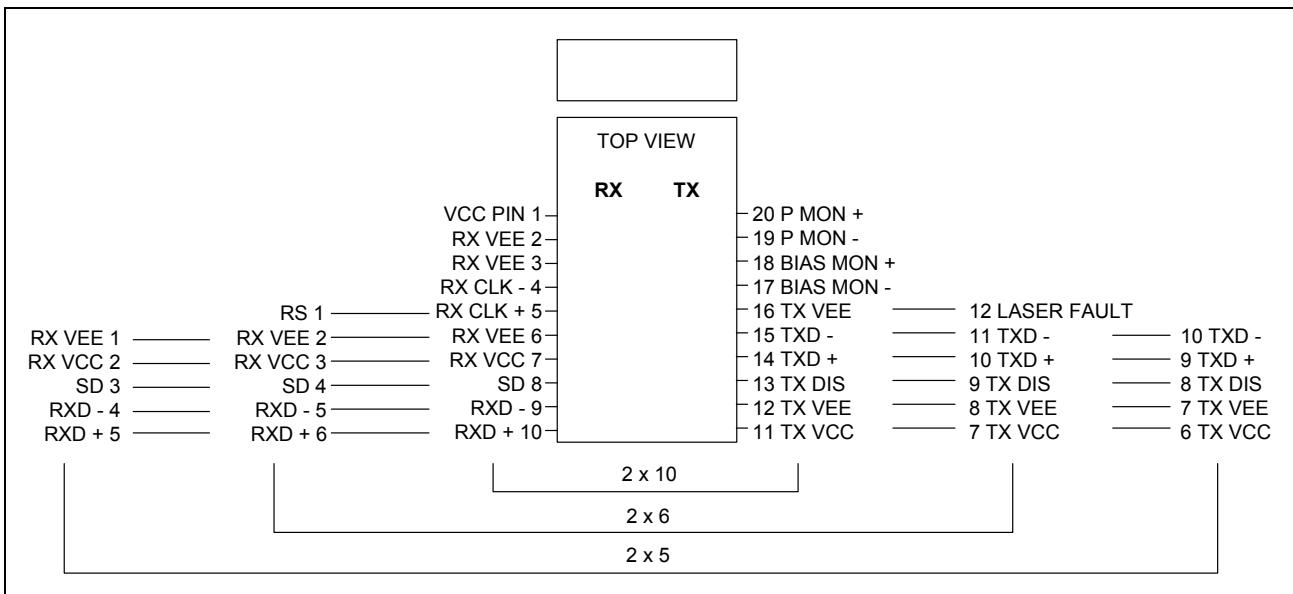 TOP VIEW
RX TX
VCC PIN 1 20 P MON +
RX VEE 2 19 P MON -
RX VEE 3 18 BIAS MON +
RX CLK - 4 17 BIAS MON -
RS 1 RX CLK + 5 16 TX VEE 12 LASER FAULT
RX VEE 1 RX VEE 2 RX VEE 6 15 TXD - 11 TXD - 10 TXD -
RX VCC 2 RX VCC 3 RX VCC 7 14 TXD + 10 TXD + 9 TXD +
SD 3 SD 4 SD 8 13 TX DIS 9 TX DIS 8 TX DIS
RXD - 4 RXD - 5 RXD - 9 12 TX VEE 8 TX VEE 7 TX VEE
RXD + 5 RXD + 6 RXD + 10 11 TX VCC 7 TX VCC 6 TX VCC
2 x 10
2 x 6
2 x 5